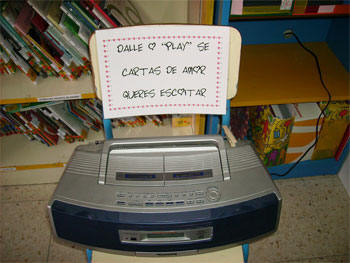 DALLE O "PLAY" SE
CARTAS DE AMOR
QUERES ESCOITAR